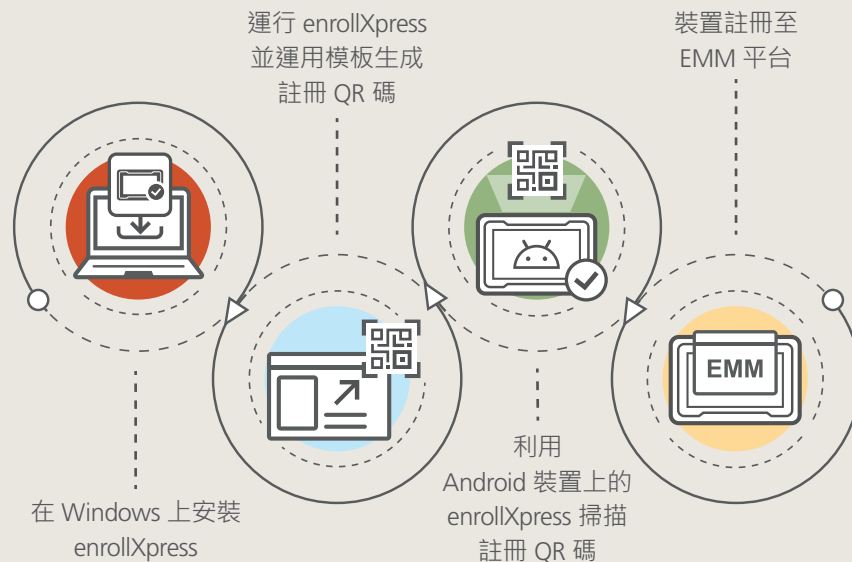 在 Windows 上安裝
enrollXpress
運行 enrollXpress
並運用模板生成
註冊 QR 碼
利用
Android 裝置上的
enrollXpress 掃描
註冊 QR 碼
裝置註冊至
EMM 平台
EMM